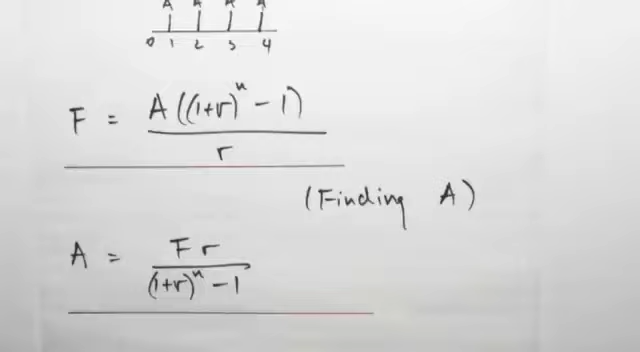 A A A A
0 1 2 3 4
F = A((1+r)^n - 1) / r
(Finding A)
A = Fr / (1+r)^n - 1